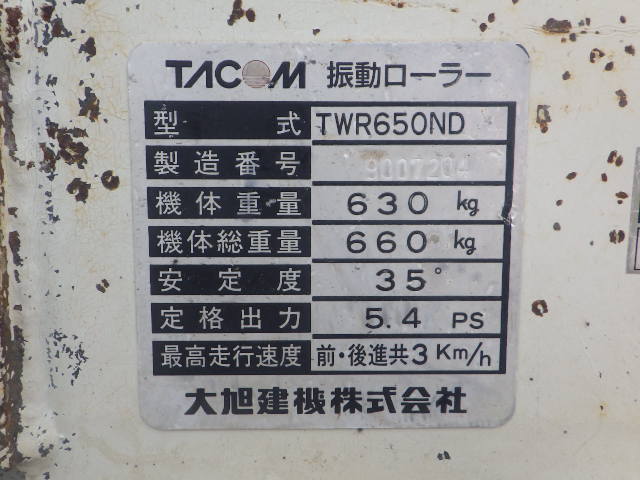 TACOM 振動ローラー
型式 TWR650ND
製造番号 9007204
機体重量 630 kg
機体総重量 660 kg
安定度 35°
定格出力 5.4 PS
最高走行速度 前・後進共3 Km/h
大旭建機株式会社